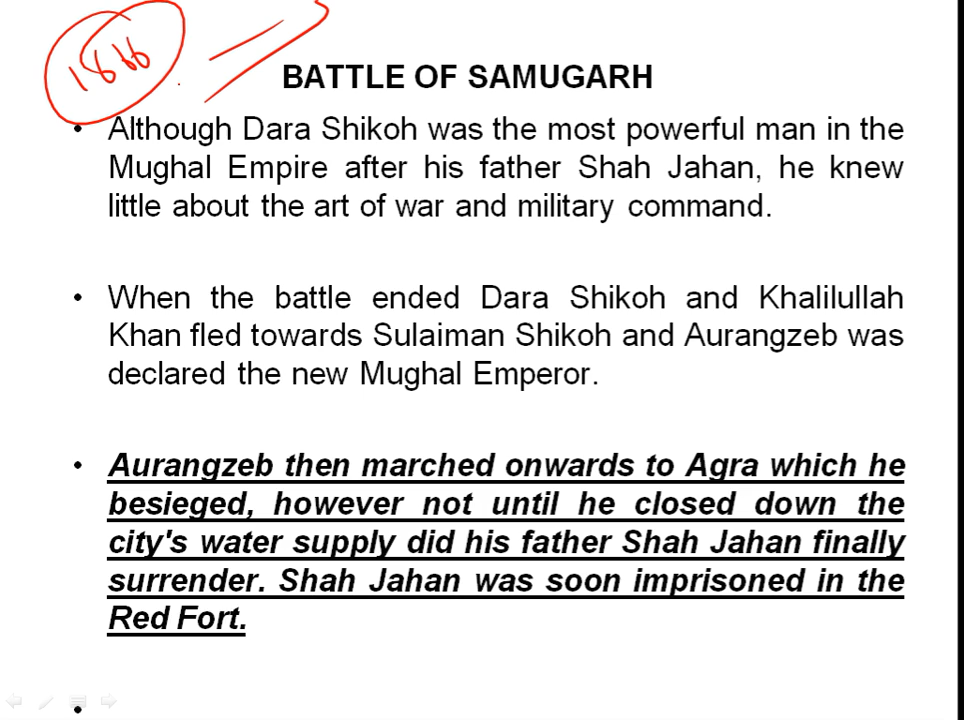 1866
BATTLE OF SAMUGARH
• Although Dara Shikoh was the most powerful man in the
Mughal Empire after his father Shah Jahan, he knew
little about the art of war and military command.
• When the battle ended Dara Shikoh and Khalilullah
Khan fled towards Sulaiman Shikoh and Aurangzeb was
declared the new Mughal Emperor.
• Aurangzeb then marched onwards to Agra which he
besieged, however not until he closed down the
city's water supply did his father Shah Jahan finally
surrender. Shah Jahan was soon imprisoned in the
Red Fort.
•